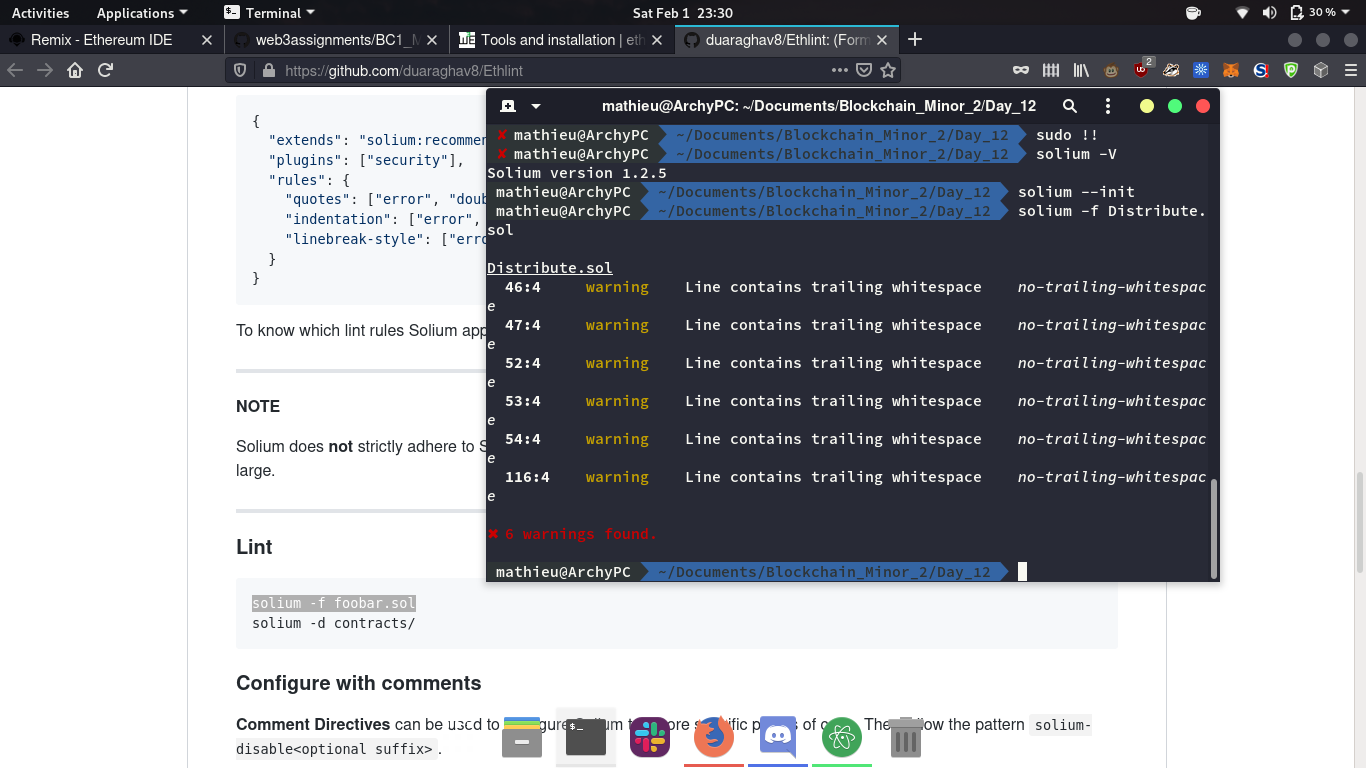 Activities Applications Terminal Sat Feb 1 23:30 30 %
Remix - Ethereum IDE web3assignments/BC1_M Tools and installation | eth duaraghav8/Ethlint: (Form
https://github.com/duaraghav8/Ethlint 2
{
"extends": "solium:recommen
"plugins": ["security"],
"rules": {
"quotes": ["error", "doub
"indentation": ["error",
"linebreak-style": ["erro
}
}
To know which lint rules Solium app
NOTE
Solium does not strictly adhere to S
large.
Lint
solium -f foobar.sol
solium -d contracts/
Configure with comments
Comment Directives can be used to
Solium
of
pattern solium-
disable<optional suffix> .
mathieu@ArchyPC: ~/Documents/Blockchain_Minor_2/Day_12
✘ mathieu@ArchyPC ~/Documents/Blockchain_Minor_2/Day_12 sudo !!
✘ mathieu@ArchyPC ~/Documents/Blockchain_Minor_2/Day_12 solium -V
Solium version 1.2.5
mathieu@ArchyPC ~/Documents/Blockchain_Minor_2/Day_12 solium --init
mathieu@ArchyPC ~/Documents/Blockchain_Minor_2/Day_12 solium -f Distribute.
sol
Distribute.sol
46:4 warning Line contains trailing whitespace no-trailing-whitespac
e
47:4 warning Line contains trailing whitespace no-trailing-whitespac
e
52:4 warning Line contains trailing whitespace no-trailing-whitespac
e
53:4 warning Line contains trailing whitespace no-trailing-whitespac
e
54:4 warning Line contains trailing whitespace no-trailing-whitespac
e
116:4 warning Line contains trailing whitespace no-trailing-whitespac
e
✖ 6 warnings found.
mathieu@ArchyPC ~/Documents/Blockchain_Minor_2/Day_12